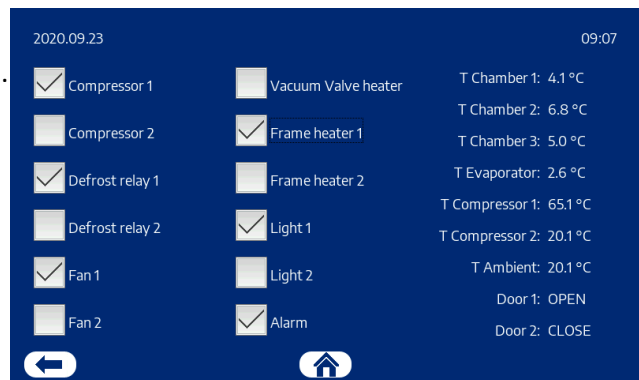 2020.09.23
09:07
Compressor 1
Compressor 2
Defrost relay 1
Defrost relay 2
Fan 1
Fan 2
Vacuum Valve heater
Frame heater 1
Frame heater 2
Light 1
Light 2
Alarm
T Chamber 1: 4.1 °C
T Chamber 2: 6.8 °C
T Chamber 3: 5.0 °C
T Evaporator: 2.6 °C
T Compressor 1: 65.1 °C
T Compressor 2: 20.1 °C
T Ambient: 20.1 °C
Door 1: OPEN
Door 2: CLOSE